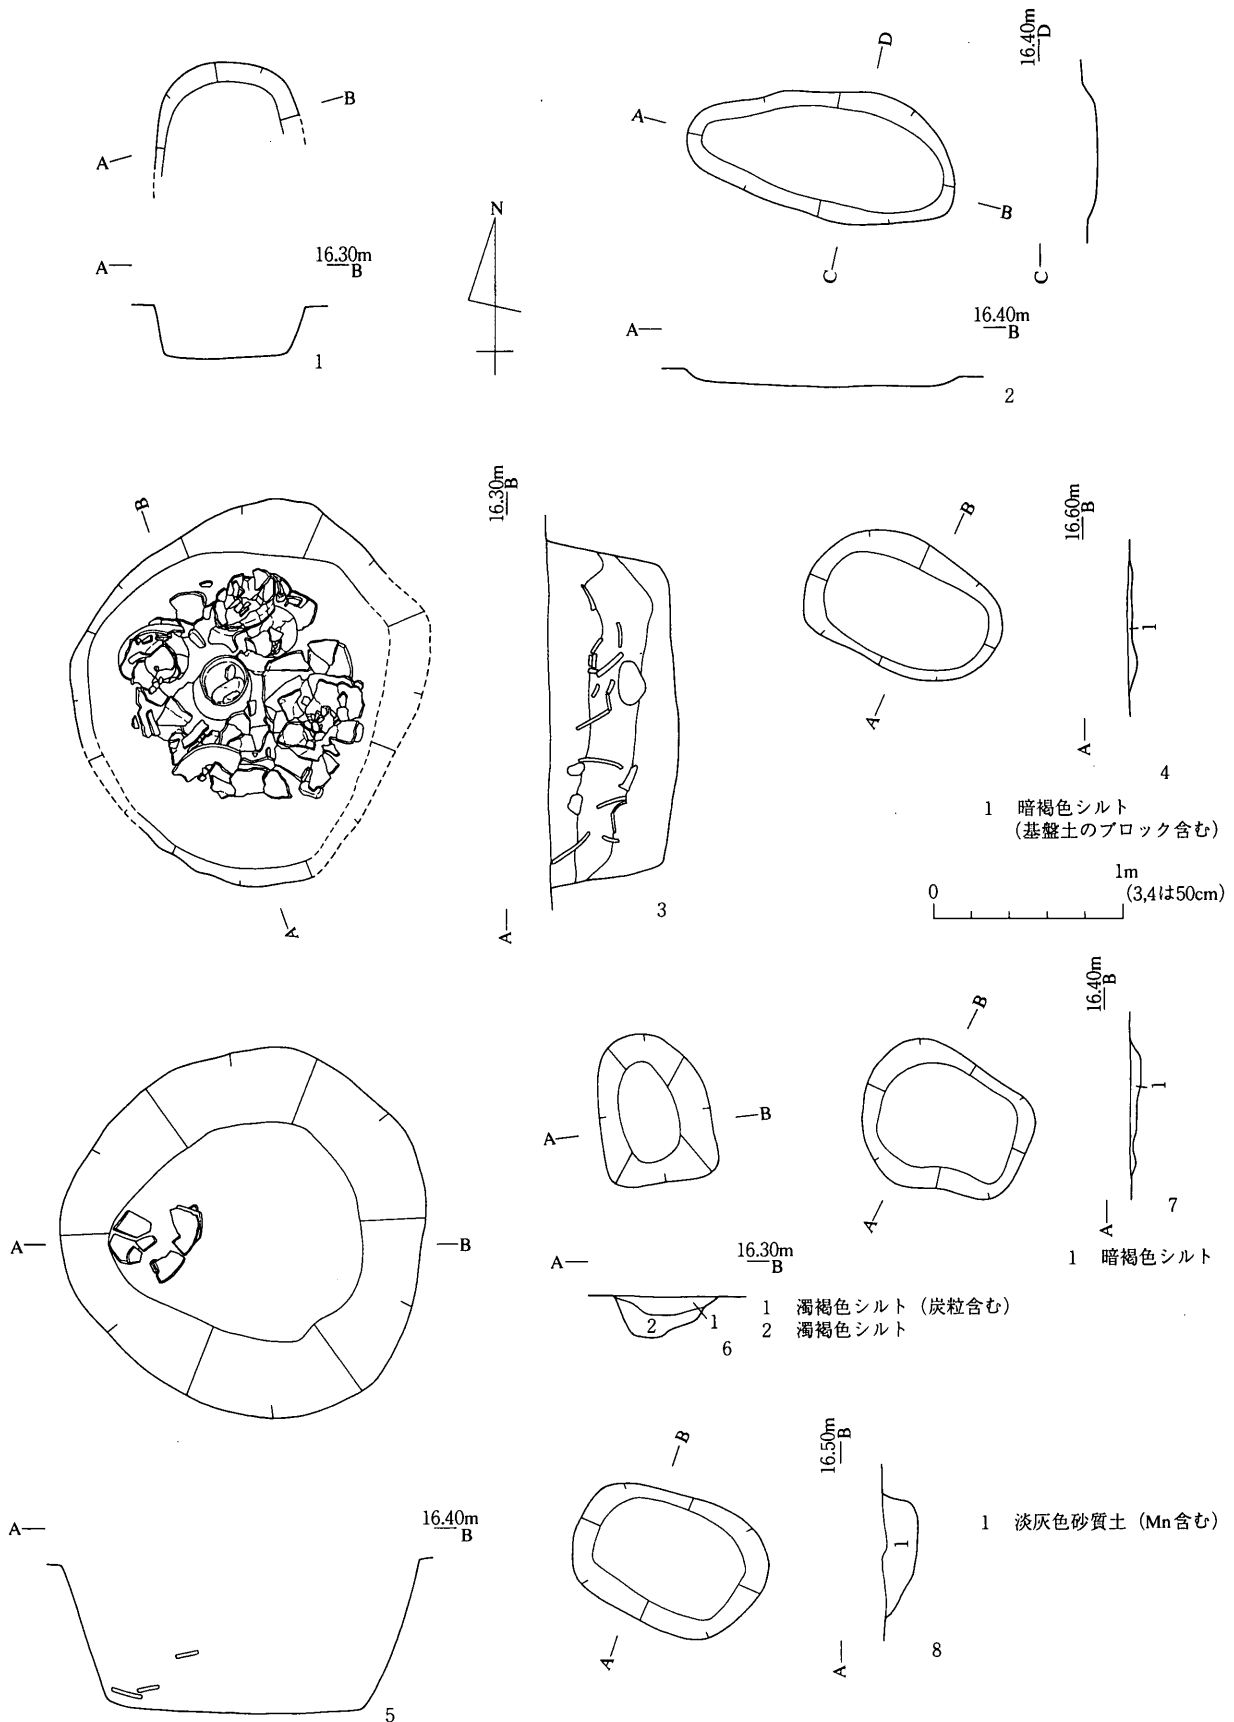 A
B
A
16.30m
B
1
N
D
A
B
C
16.40m
D
C
A
16.40m
B
2
B
A
16.30m
B
A
3
B
A
16.60m
B
1
A
4
1 暗褐色シルト
(基盤土のブロック含む)
0
1m
(3,4は50cm)
A
B
A
16.40m
B
5
A
B
A
16.30m
B
2
1
6
1 濁褐色シルト (炭粒含む)
2 濁褐色シルト
B
A
16.40m
B
1
A
7
1 暗褐色シルト
B
A
16.50m
B
1
A
8
1 淡灰色砂質土 (Mn含む)